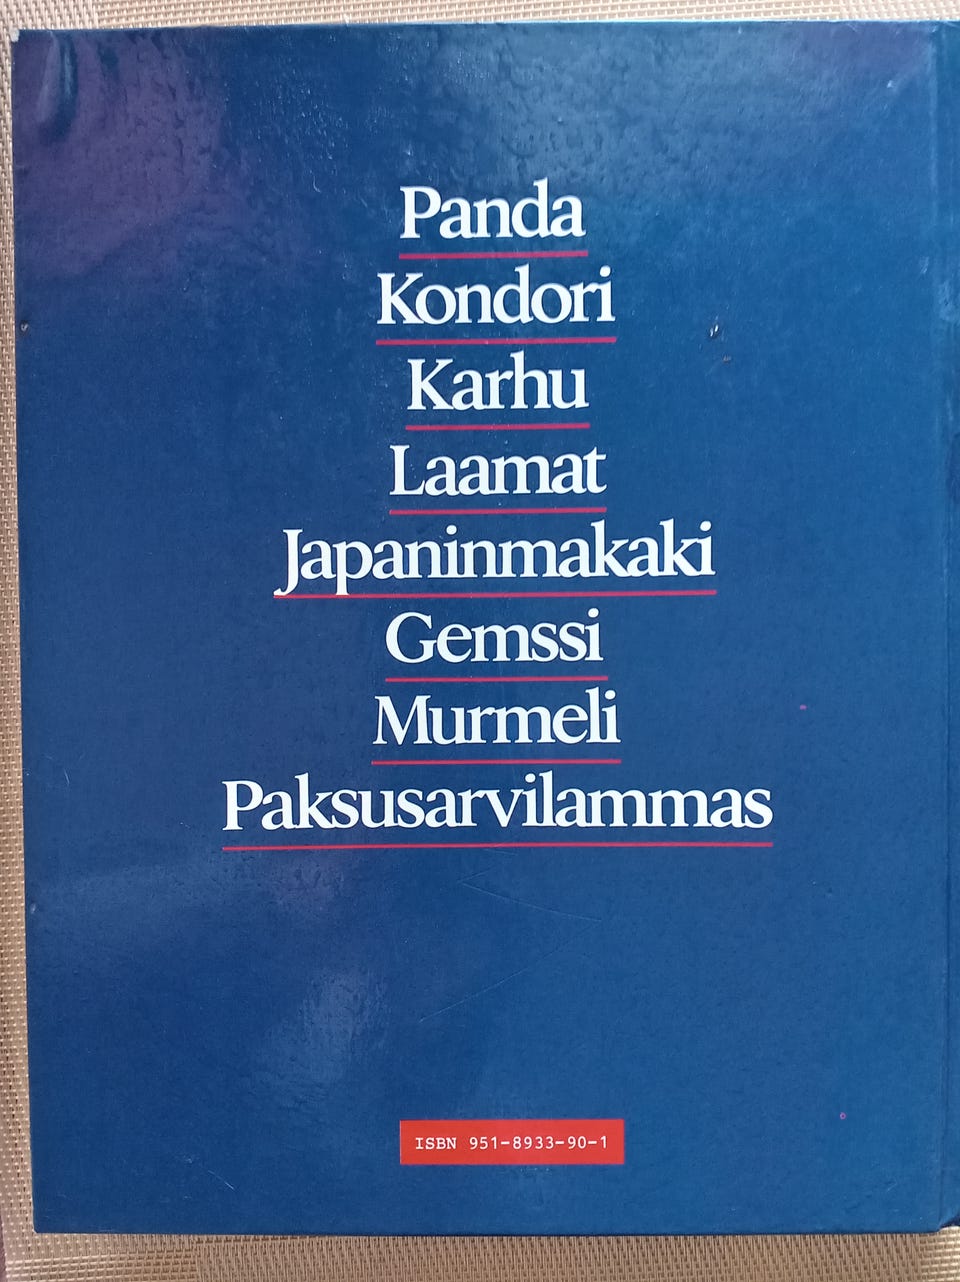 Panda
Kondori
Karhu
Laamat
Japaninmakaki
Gemssi
Murmeli
Paksusarvilammas
ISBN 951-8933-90-1